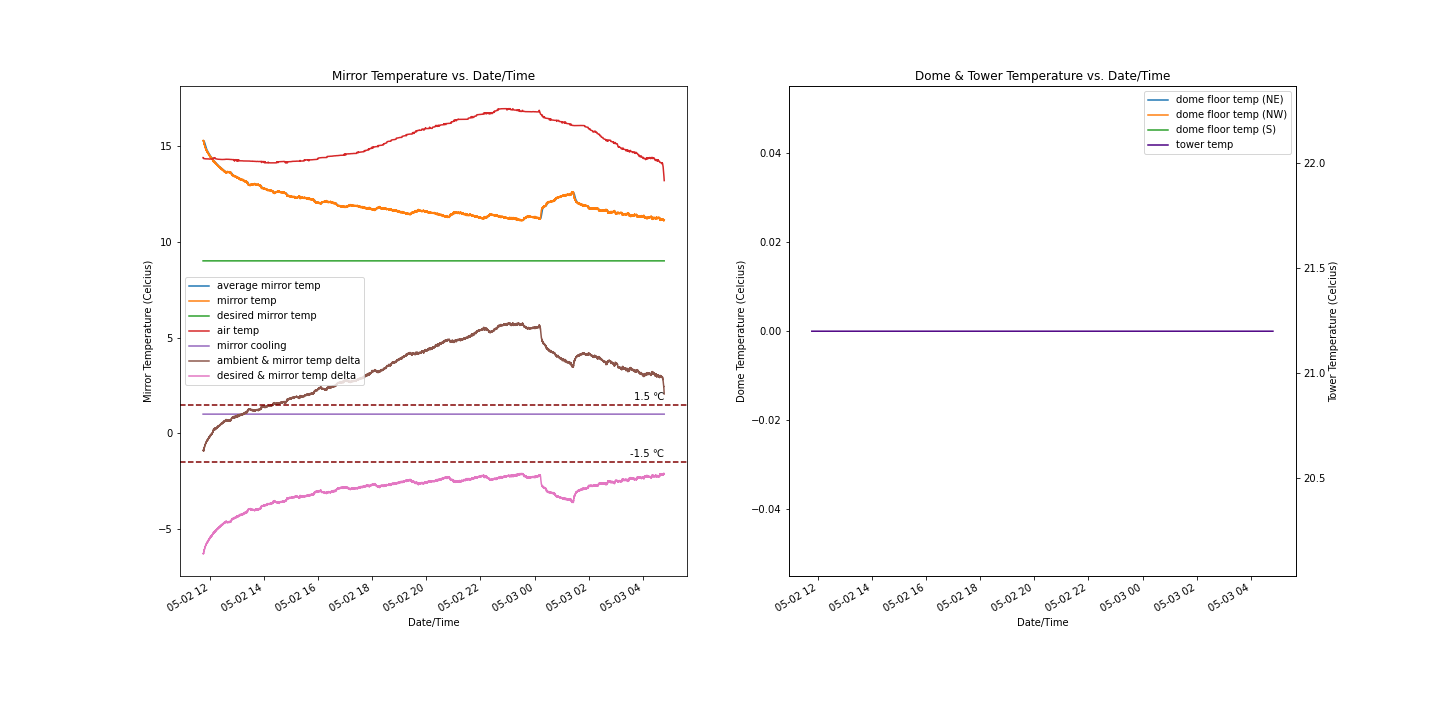 Mirror Temperature vs. Date/Time
Mirror Temperature (Celcius)
15
10
5
0
−5
average mirror temp
mirror temp
desired mirror temp
air temp
mirror cooling
ambient & mirror temp delta
desired & mirror temp delta
1.5 °C
-1.5 °C
05-02 12
05-02 14
05-02 16
05-02 18
05-02 20
05-02 22
05-03 00
05-03 02
05-03 04
Date/Time
Dome & Tower Temperature vs. Date/Time
Dome Temperature (Celcius)
0.04
0.02
0.00
−0.02
−0.04
dome floor temp (NE)
dome floor temp (NW)
dome floor temp (S)
tower temp
22.0
21.5
21.0
20.5
Tower Temperature (Celcius)
05-02 12
05-02 14
05-02 16
05-02 18
05-02 20
05-02 22
05-03 00
05-03 02
05-03 04
Date/Time